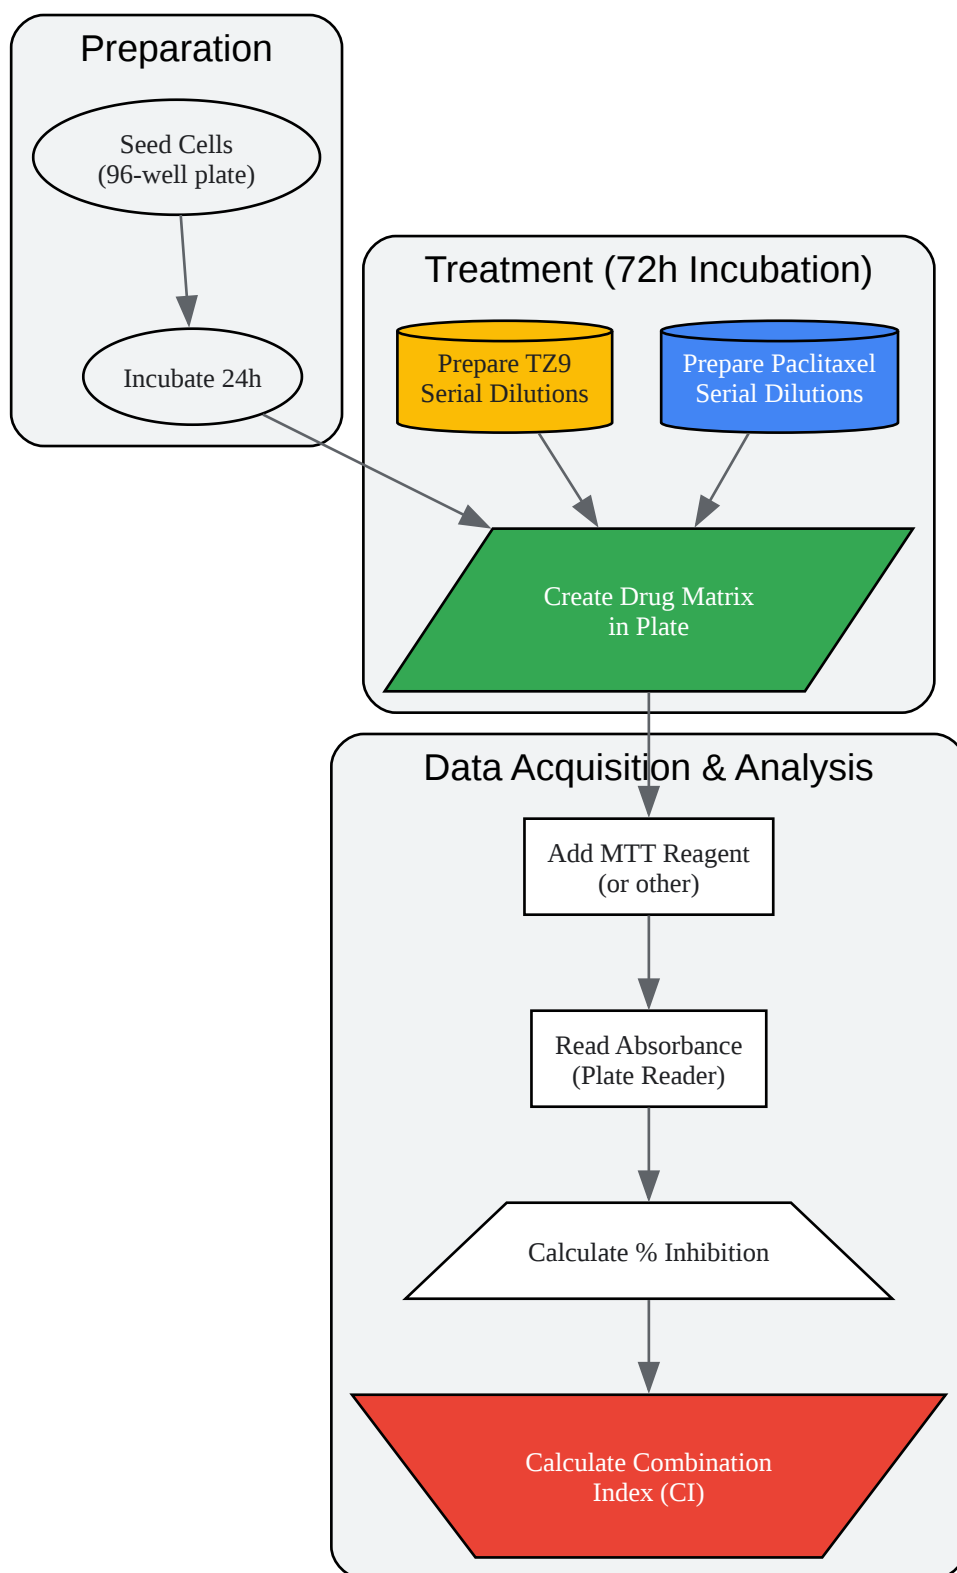 Preparation
Seed Cells
(96-well plate)
Incubate 24h
Treatment (72h Incubation)
Prepare TZ9
Serial Dilutions
Prepare Paclitaxel
Serial Dilutions
Create Drug Matrix
in Plate
Data Acquisition & Analysis
Add MTT Reagent
(or other)
Read Absorbance
(Plate Reader)
Calculate % Inhibition
Calculate Combination
Index (CI)